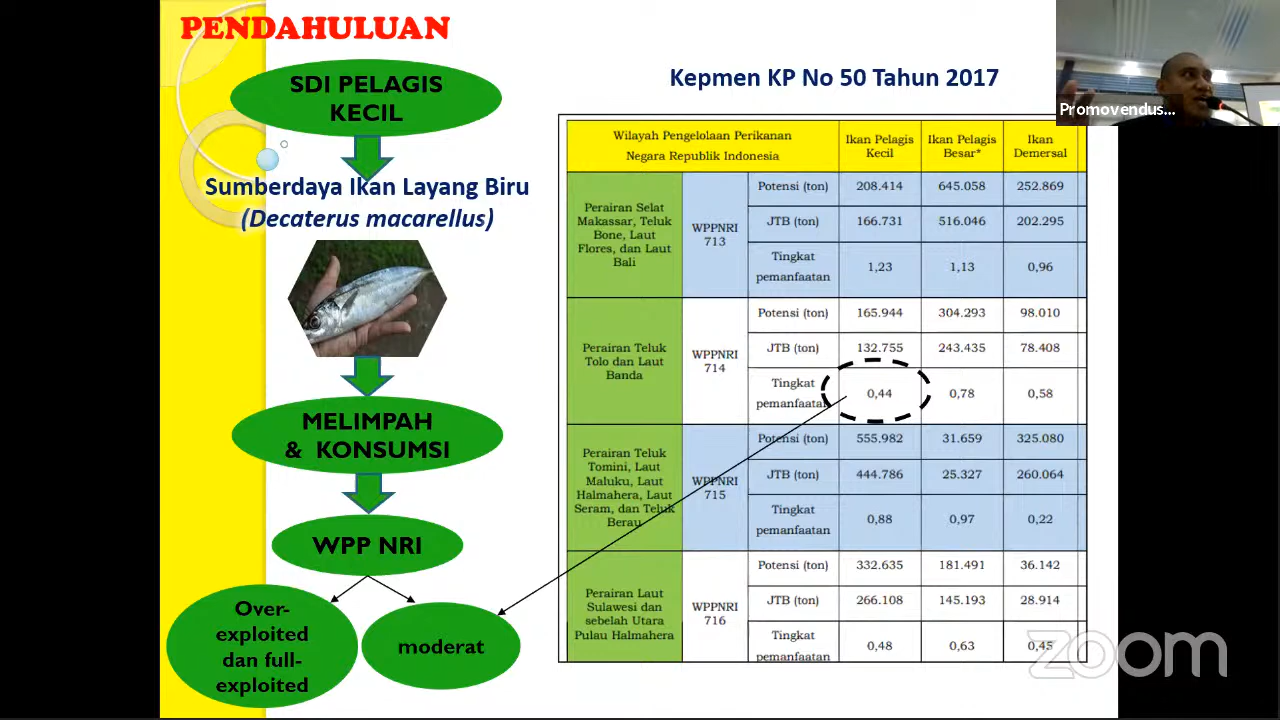 PENDAHULUAN
SDI PELAGIS
KECIL
Sumberdaya Ikan Layang Biru
(Decaterus macarellus)
MELIMPAH
& KONSUMSI
WPP NRI
Over-
exploited
dan full-
exploited
moderat
Kepmen KP No 50 Tahun 2017
Wilayah Pengelolaan Perikanan
Negara Republik Indonesia
Ikan Pelagis
Kecil
Ikan Pelagis
Besar*
Ikan
Demersal
Perairan Selat
Makassar, Teluk
Bone, Laut
Flores, dan Laut
Bali
WPPNRI
713
Potensi (ton) 208.414 645.058 252.869
JTB (ton) 166.731 516.046 202.295
Tingkat
pemanfaatan
1,23 1,13 0,96
Perairan Teluk
Tolo dan Laut
Banda
WPPNRI
714
Potensi (ton) 165.944 304.293 98.010
JTB (ton) 132.755 243.435 78.408
Tingkat
pemanfaatan
0,44 0,78 0,58
Perairan Teluk
Tomini, Laut
Maluku, Laut
Halmahera, Laut
Seram, dan Teluk
Berau
WPPNRI
715
Potensi (ton) 555.982 31.659 325.080
JTB (ton) 444.786 25.327 260.064
Tingkat
pemanfaatan
0,88 0,97 0,22
Perairan Laut
Sulawesi dan
sebelah Utara
Pulau Halmahera
WPPNRI
716
Potensi (ton) 332.635 181.491 36.142
JTB (ton) 266.108 145.193 28.914
Tingkat
pemanfaatan
0,48 0,63 0,45
Promovendus...
zoom